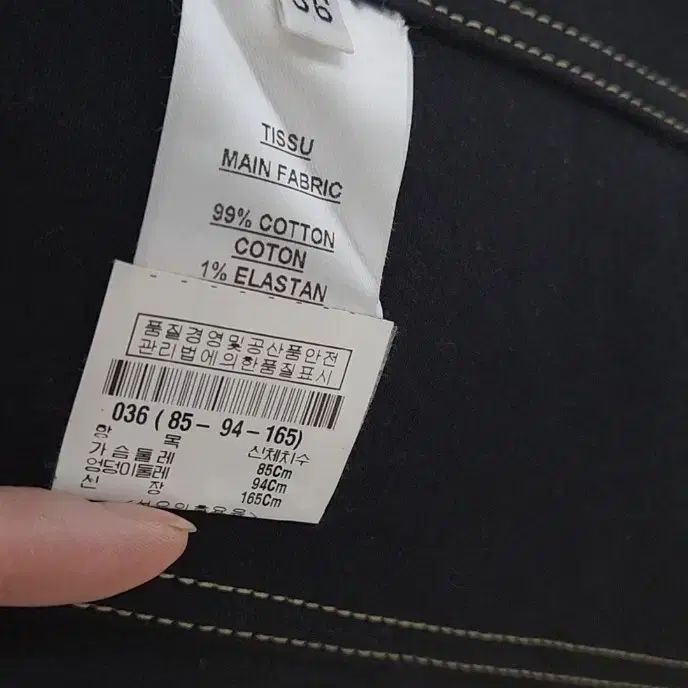 36
TISSU
MAIN FABRIC
99% COTTON
COTON
1% ELASTAN
품질경영및공산품안전
관리법에의한품질표시
036 (85-94-165)
항 목 신체치수
가슴둘레 85Cm
엉덩이둘레 94Cm
신 장 165Cm